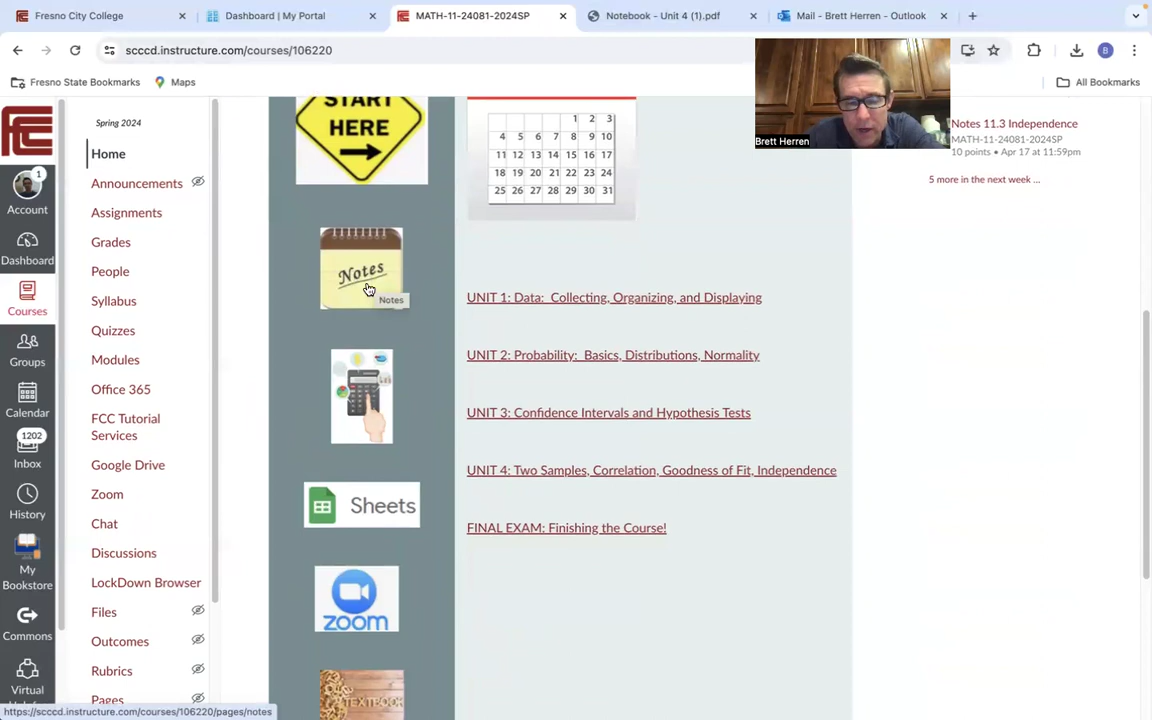 Fresno City College
Dashboard | My Portal
MATH-11-24081-2024SP
Notebook - Unit 4 (1).pdf
Mail - Brett Herren - Outlook
scccd.instructure.com/courses/106220
B
Fresno State Bookmarks
Maps
All Bookmarks
Brett Herren
1
Account
Dashboard
Courses
Groups
Calendar
1202
Inbox
History
My
Bookstore
Commons
Virtual
Spring 2024
Home
Announcements
Assignments
Grades
People
Syllabus
Quizzes
Modules
Office 365
FCC Tutorial
Services
Google Drive
Zoom
Chat
Discussions
LockDown Browser
Files
Outcomes
Rubrics
Pages
START
HERE
Notes
Notes
Sheets
zoom
TEXTBOOK
1 2 3
4 5 6 7 8 9 10
11 12 13 14 15 16 17
18 19 20 21 22 23 24
25 26 27 28 29 30 31
UNIT 1: Data: Collecting, Organizing, and Displaying
UNIT 2: Probability: Basics, Distributions, Normality
UNIT 3: Confidence Intervals and Hypothesis Tests
UNIT 4: Two Samples, Correlation, Goodness of Fit, Independence
FINAL EXAM: Finishing the Course!
Notes 11.3 Independence
MATH-11-24081-2024SP
10 points • Apr 17 at 11:59pm
5 more in the next week ...
https://scccd.instructure.com/courses/106220/pages/notes